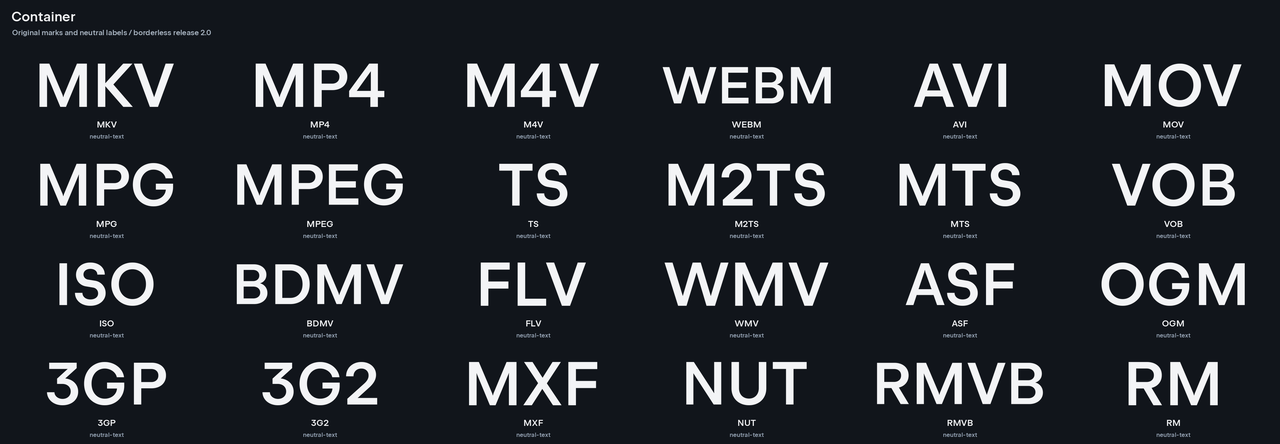 Container
Original marks and neutral labels / borderless release 2.0
MKV MP4 M4V WEBM AVI MOV
MKV MP4 M4V WEBM AVI MOV
neutral-text neutral-text neutral-text neutral-text neutral-text neutral-text
MPG MPEG TS M2TS MTS VOB
MPG MPEG TS M2TS MTS VOB
neutral-text neutral-text neutral-text neutral-text neutral-text neutral-text
ISO BDMV FLV WMV ASF OGM
ISO BDMV FLV WMV ASF OGM
neutral-text neutral-text neutral-text neutral-text neutral-text neutral-text
3GP 3G2 MXF NUT RMVB RM
3GP 3G2 MXF NUT RMVB RM
neutral-text neutral-text neutral-text neutral-text neutral-text neutral-text